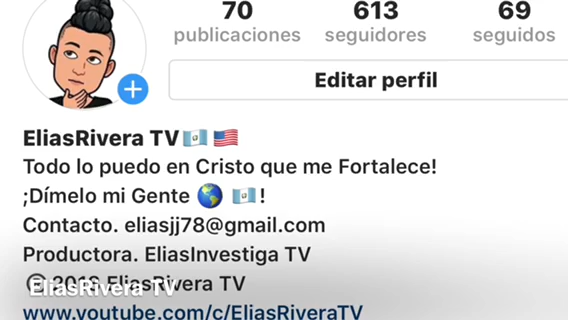 70 613 69
publicaciones seguidores seguidos
Editar perfil
EliasRivera TV🇬🇹 🇺🇸
Todo lo puedo en Cristo que me Fortalece!
¡Dímelo mi Gente 🌎 🇬🇹!
Contacto. eliasjj78@gmail.com
Productora. EliasInvestiga TV
© 2018 EliasRivera TV
EliasRivera TV
www.youtube.com/c/EliasRiveraTV